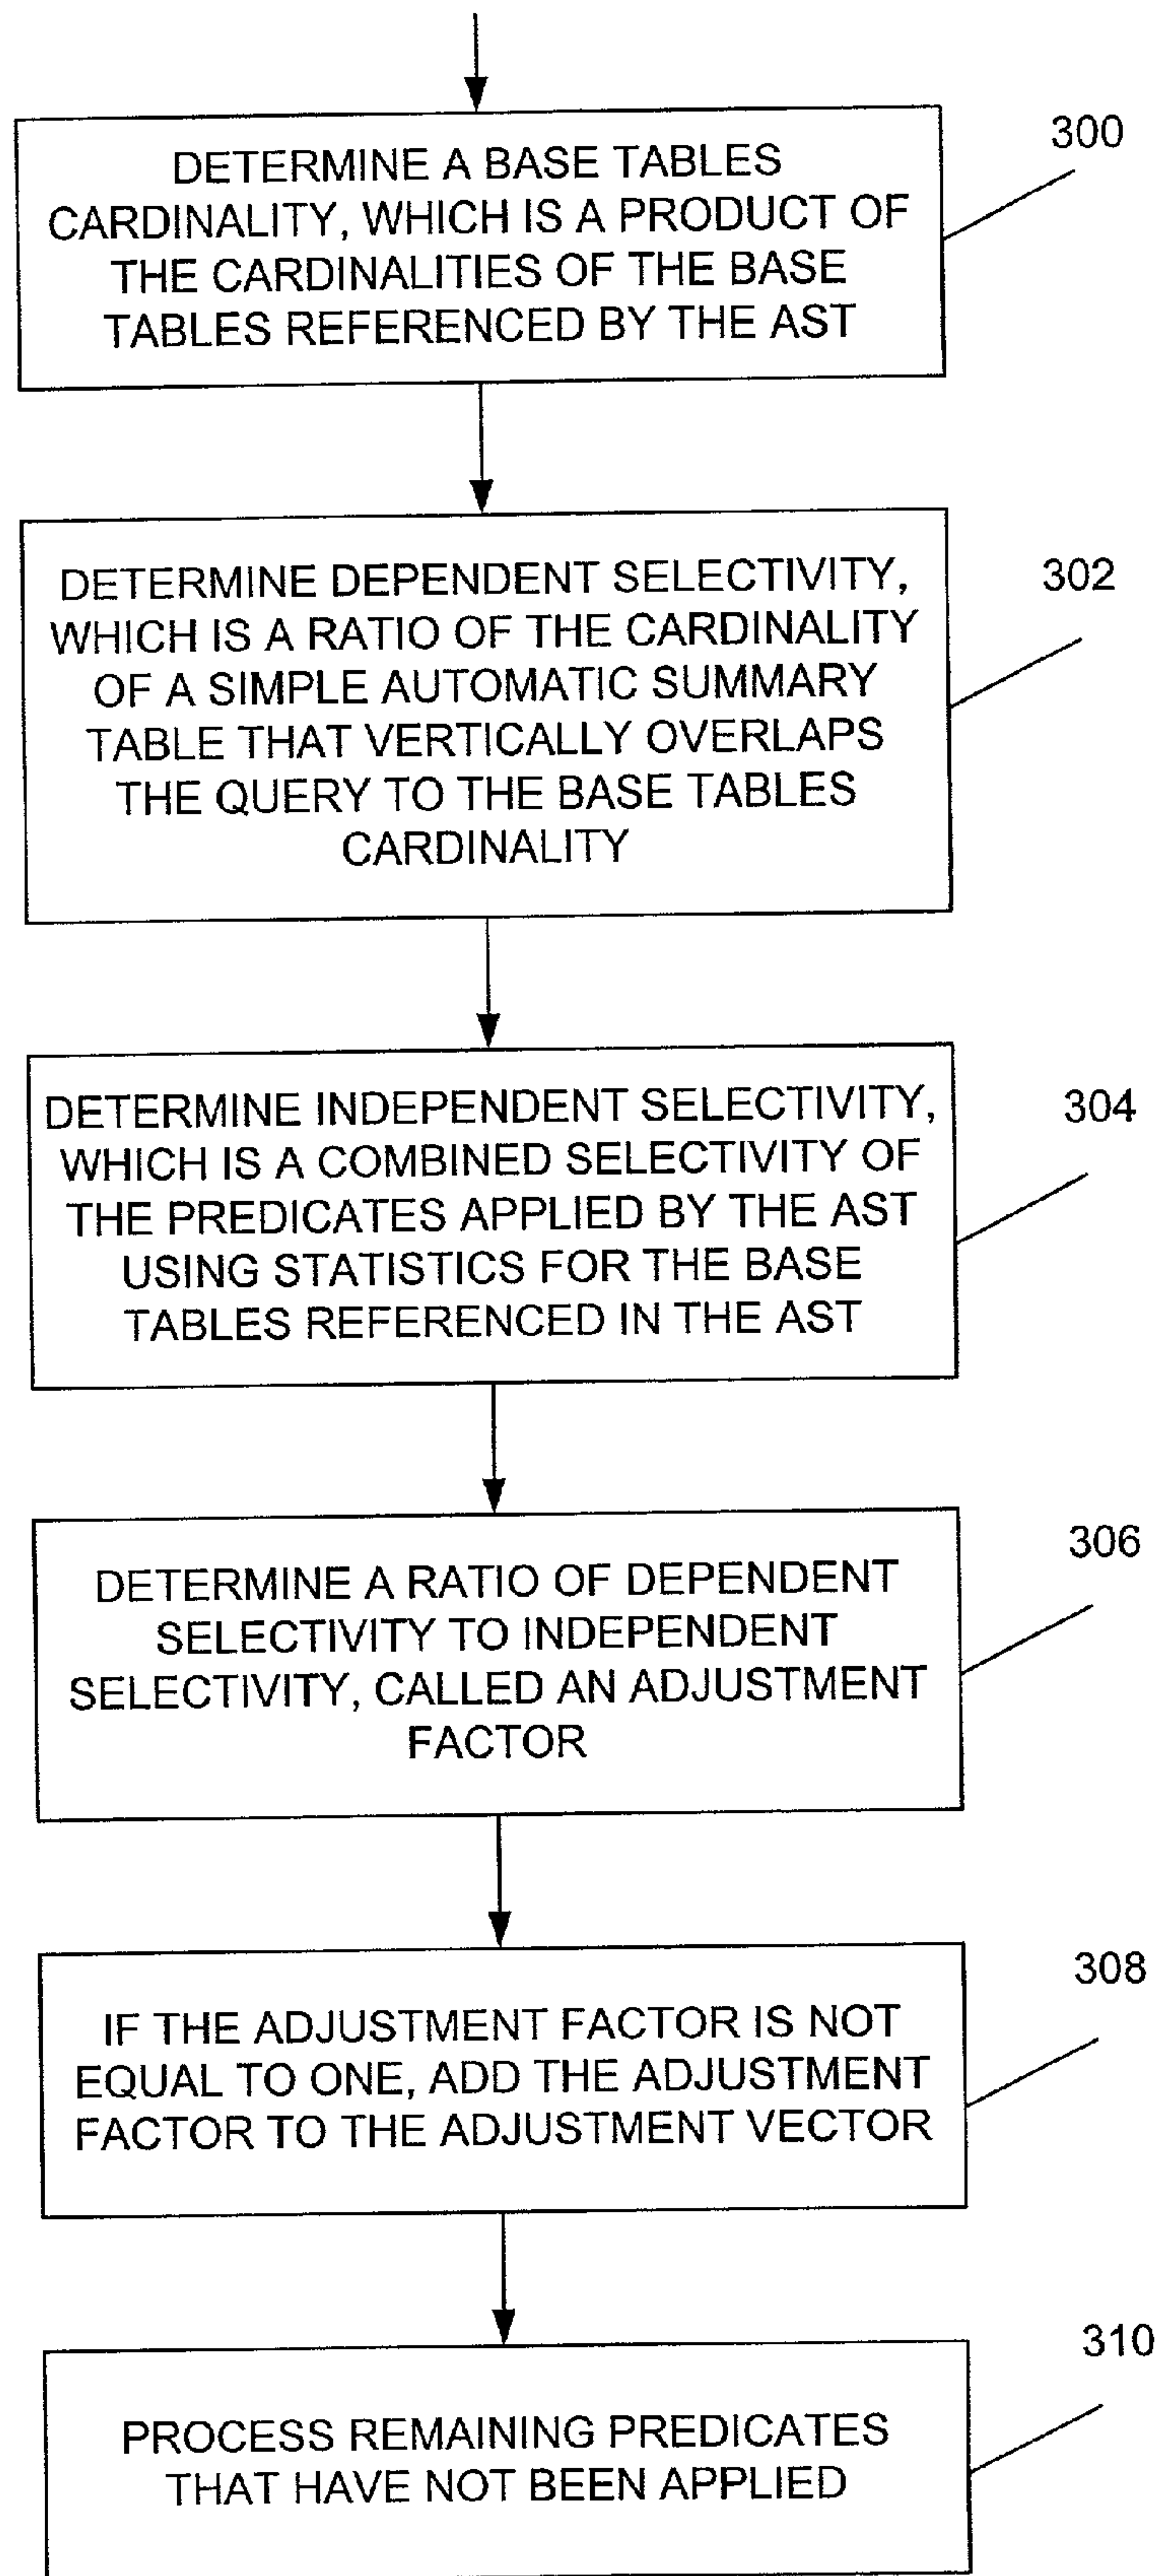 300
DETERMINE A BASE TABLES
CARDINALITY, WHICH IS A PRODUCT OF
THE CARDINALITIES OF THE BASE
TABLES REFERENCED BY THE AST
302
DETERMINE DEPENDENT SELECTIVITY,
WHICH IS A RATIO OF THE CARDINALITY
OF A SIMPLE AUTOMATIC SUMMARY
TABLE THAT VERTICALLY OVERLAPS
THE QUERY TO THE BASE TABLES
CARDINALITY
304
DETERMINE INDEPENDENT SELECTIVITY,
WHICH IS A COMBINED SELECTIVITY OF
THE PREDICATES APPLIED BY THE AST
USING STATISTICS FOR THE BASE
TABLES REFERENCED IN THE AST
306
DETERMINE A RATIO OF DEPENDENT
SELECTIVITY TO INDEPENDENT
SELECTIVITY, CALLED AN ADJUSTMENT
FACTOR
308
IF THE ADJUSTMENT FACTOR IS NOT
EQUAL TO ONE, ADD THE ADJUSTMENT
FACTOR TO THE ADJUSTMENT VECTOR
310
PROCESS REMAINING PREDICATES
THAT HAVE NOT BEEN APPLIED